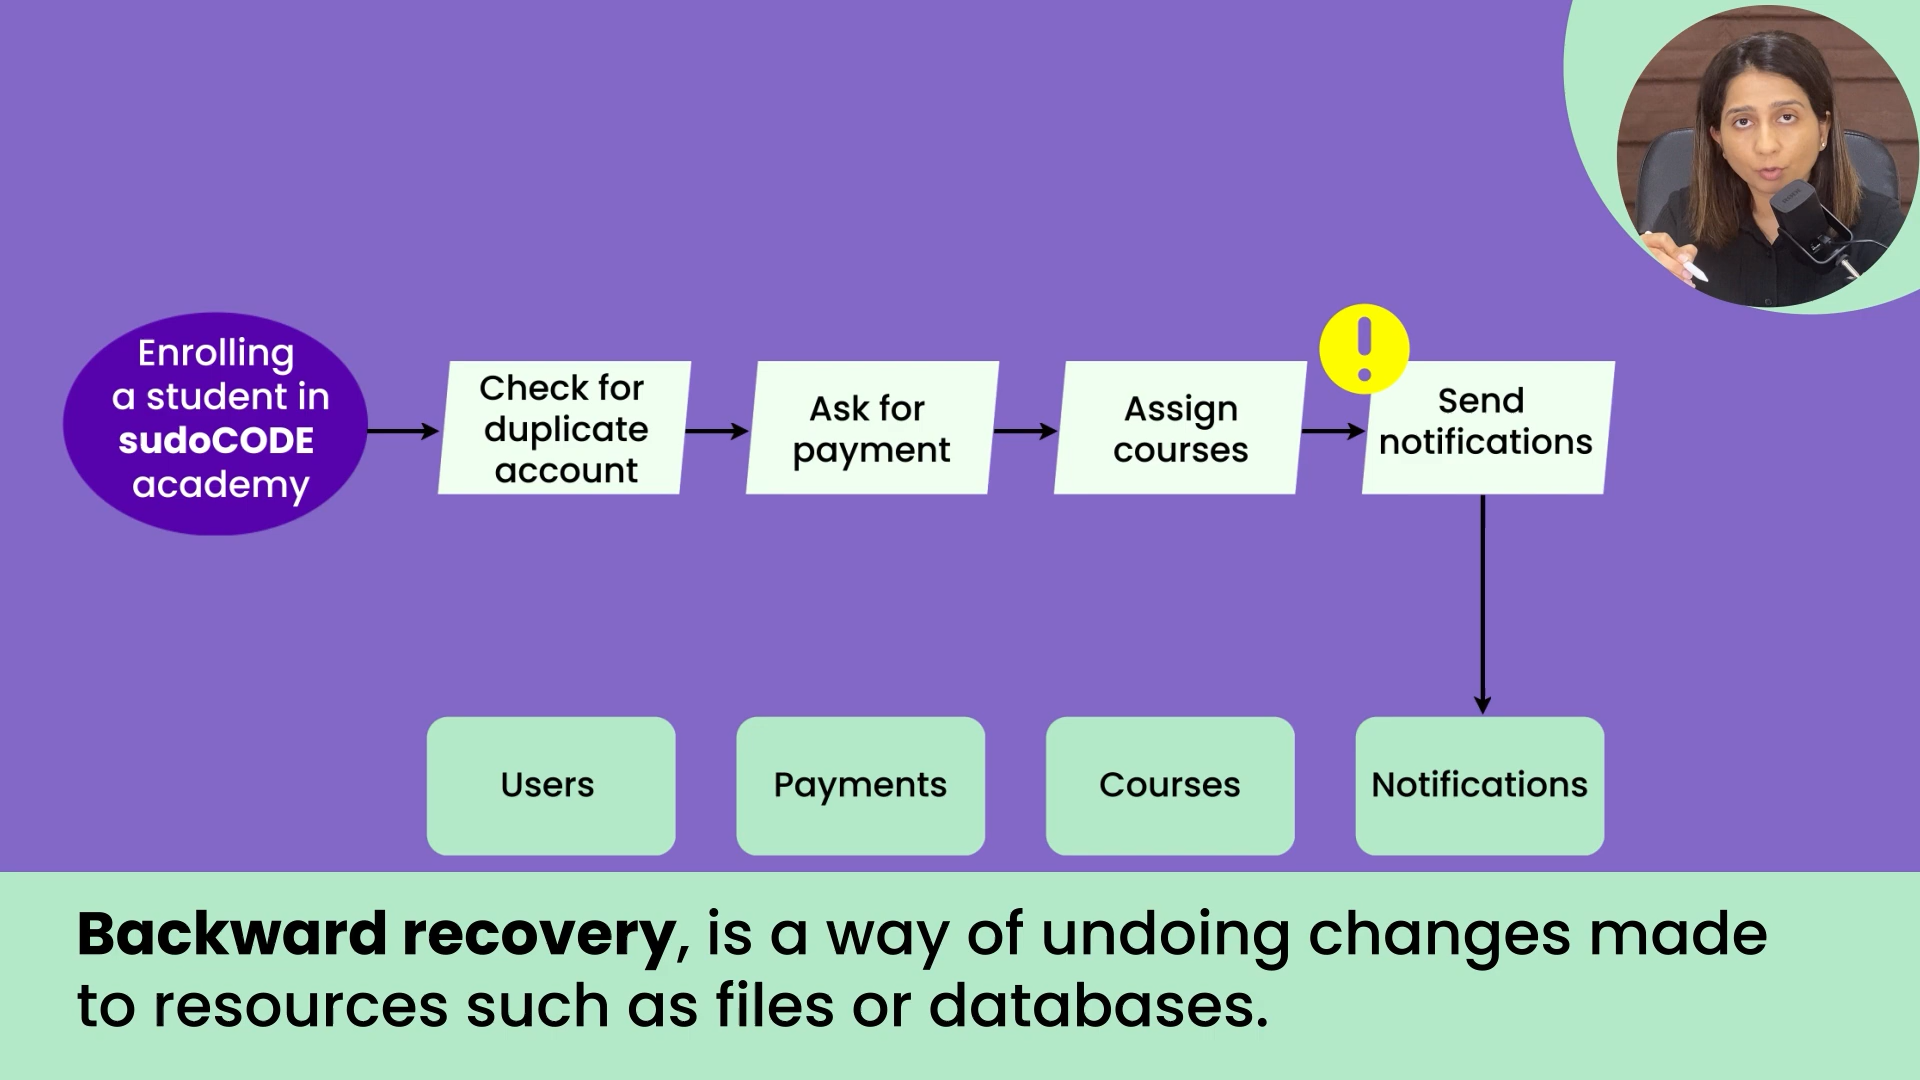 Enrolling
a student in
sudoCODE
academy
Check for
duplicate
account
Ask for
payment
Assign
courses
!
Send
notifications
Users
Payments
Courses
Notifications
Backward recovery, is a way of undoing changes made
to resources such as files or databases.